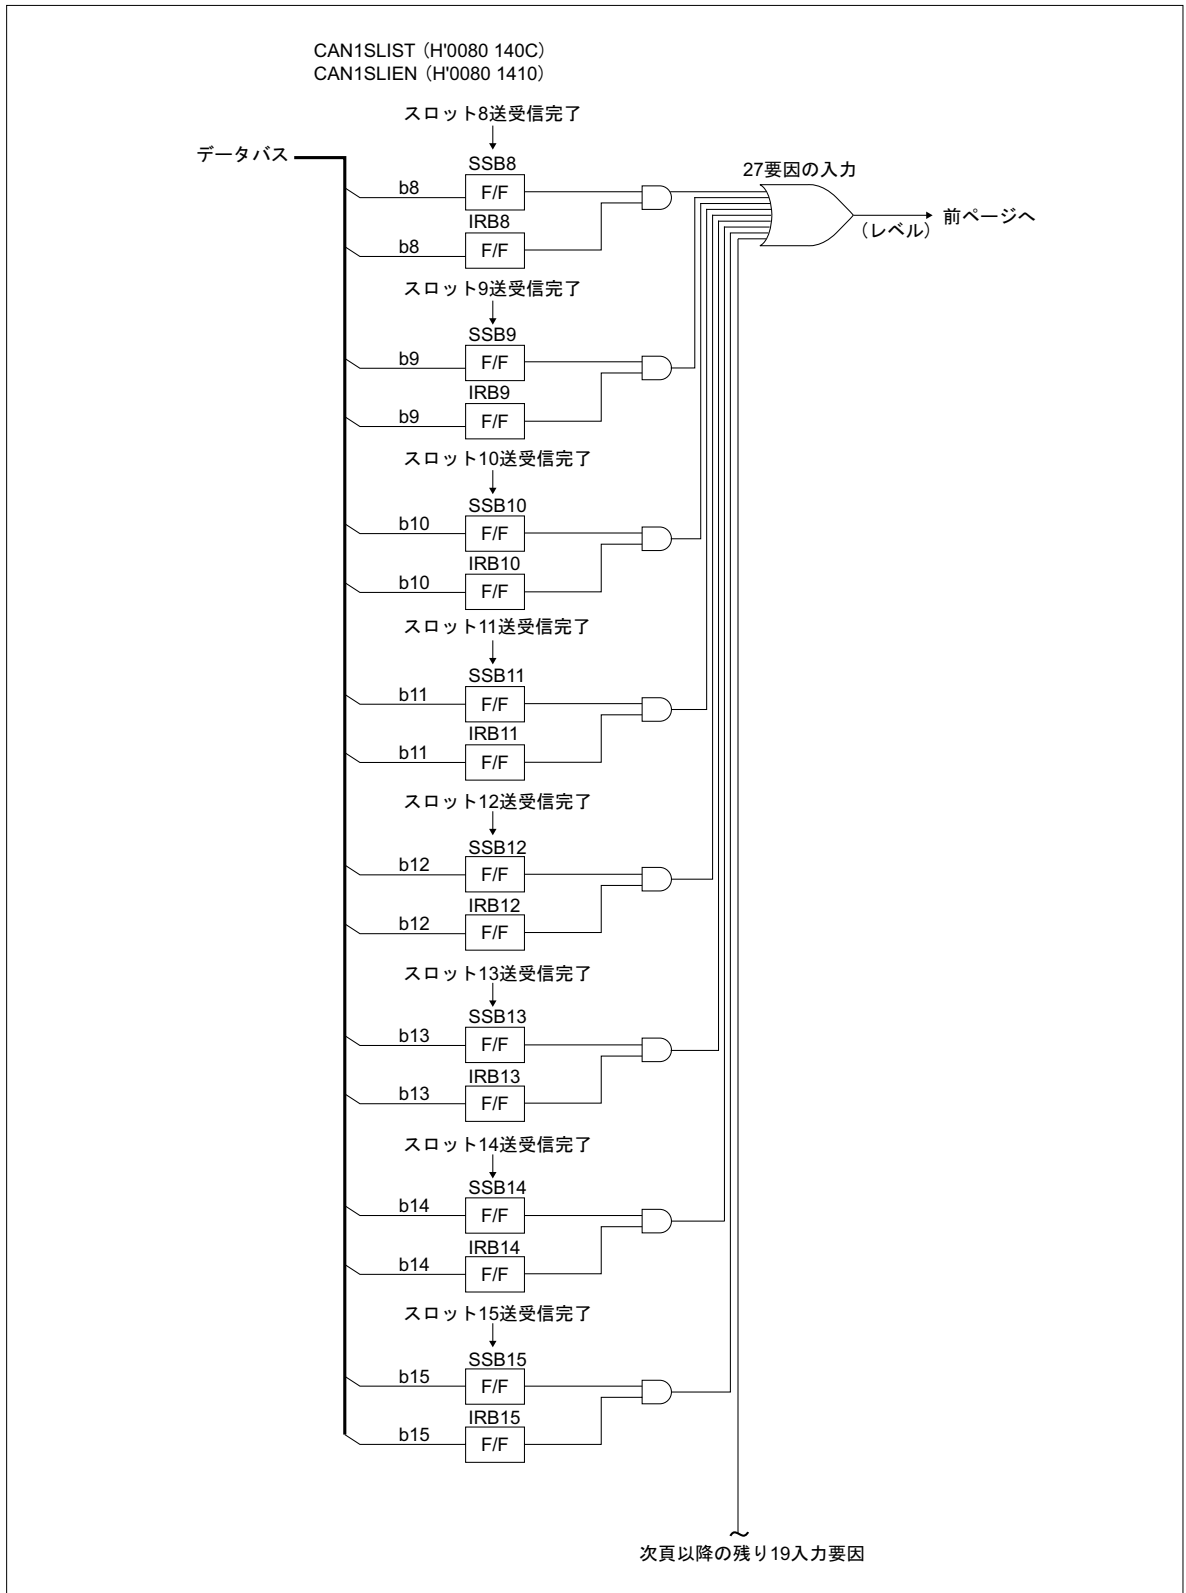 CAN1SLIST（H'0080 140C）
CAN1SLIEN（H'0080 1410）
スロット8送受信完了
データバス
SSB8
27要因の入力
b8
F/F
前ページへ
（レベル）
IRB8
b8
F/F
スロット9送受信完了
SSB9
b9
F/F
IRB9
b9
F/F
スロット10送受信完了
SSB10
b10
F/F
IRB10
b10
F/F
スロット11送受信完了
SSB11
b11
F/F
IRB11
b11
F/F
スロット12送受信完了
SSB12
b12
F/F
IRB12
b12
F/F
スロット13送受信完了
SSB13
b13
F/F
IRB13
b13
F/F
スロット14送受信完了
SSB14
b14
F/F
IRB14
b14
F/F
スロット15送受信完了
SSB15
b15
F/F
IRB15
b15
F/F
次頁以降の残り19入力要因